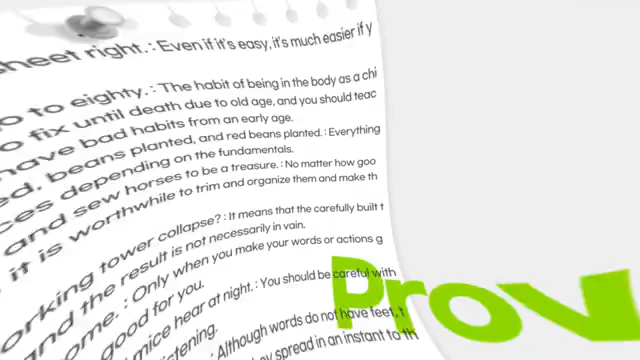 sheet right. : Even if it's easy, it's much easier if y
o to eighty. : The habit of being in the body as a chi
o fix until death due to old age, and you should teac
have bad habits from an early age.
ed. beans planted, and red beans planted. : Everything
ces depending on the fundamentals.
and sew horses to be a treasure. : No matter how goo
it is worthwhile to trim and organize them and make th
orking tower collapse? : It means that the carefully built t
and the result is not necessarily in vain.
ome. : Only when you make your words or actions g
good for you.
mice hear at night. : You should be careful with
listening.
: Although words do not have feet, t
hey spread in an instant to th
Prov